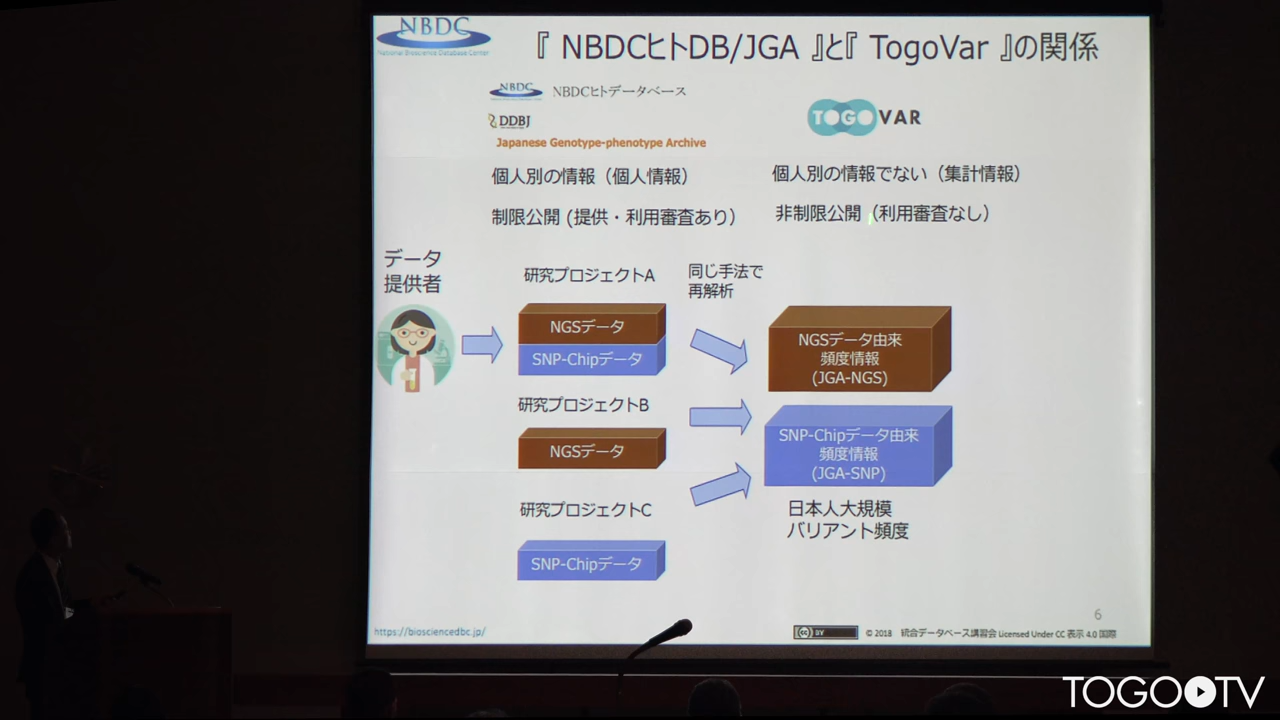 NBDC
National Bioscience Database Center
『 NBDCヒトDB/JGA 』と『 TogoVar 』の関係
NBDC NBDCヒトデータベース
DDBJ
Japanese Genotype-phenotype Archive
TOGO VAR
個人別の情報（個人情報）
個人別の情報でない（集計情報）
制限公開 (提供・利用審査あり）
非制限公開（利用審査なし）
データ
提供者
研究プロジェクトA
NGSデータ
SNP-Chipデータ
同じ手法で
再解析
研究プロジェクトB
NGSデータ
研究プロジェクトC
SNP-Chipデータ
NGSデータ由来
頻度情報
(JGA-NGS)
SNP-Chipデータ由来
頻度情報
(JGA-SNP)
日本人大規模
バリアント頻度
6
https://biosciencedbc.jp/
cc BY © 2018 統合データベース講習会 Licensed Under CC 表示 4.0 国際
TOGO TV